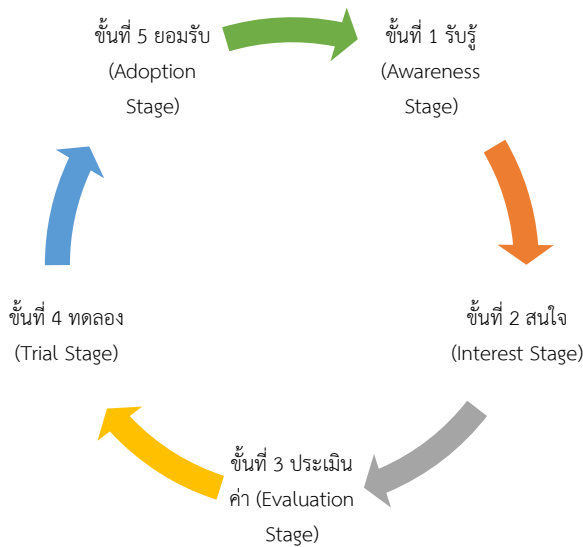 ขั้นที่ 1 รับรู้
(Awareness
Stage)
ขั้นที่ 2 สนใจ
(Interest Stage)
ขั้นที่ 3 ประเมิน
ค่า (Evaluation
Stage)
ขั้นที่ 4 ทดลอง
(Trial Stage)
ขั้นที่ 5 ยอมรับ
(Adoption
Stage)